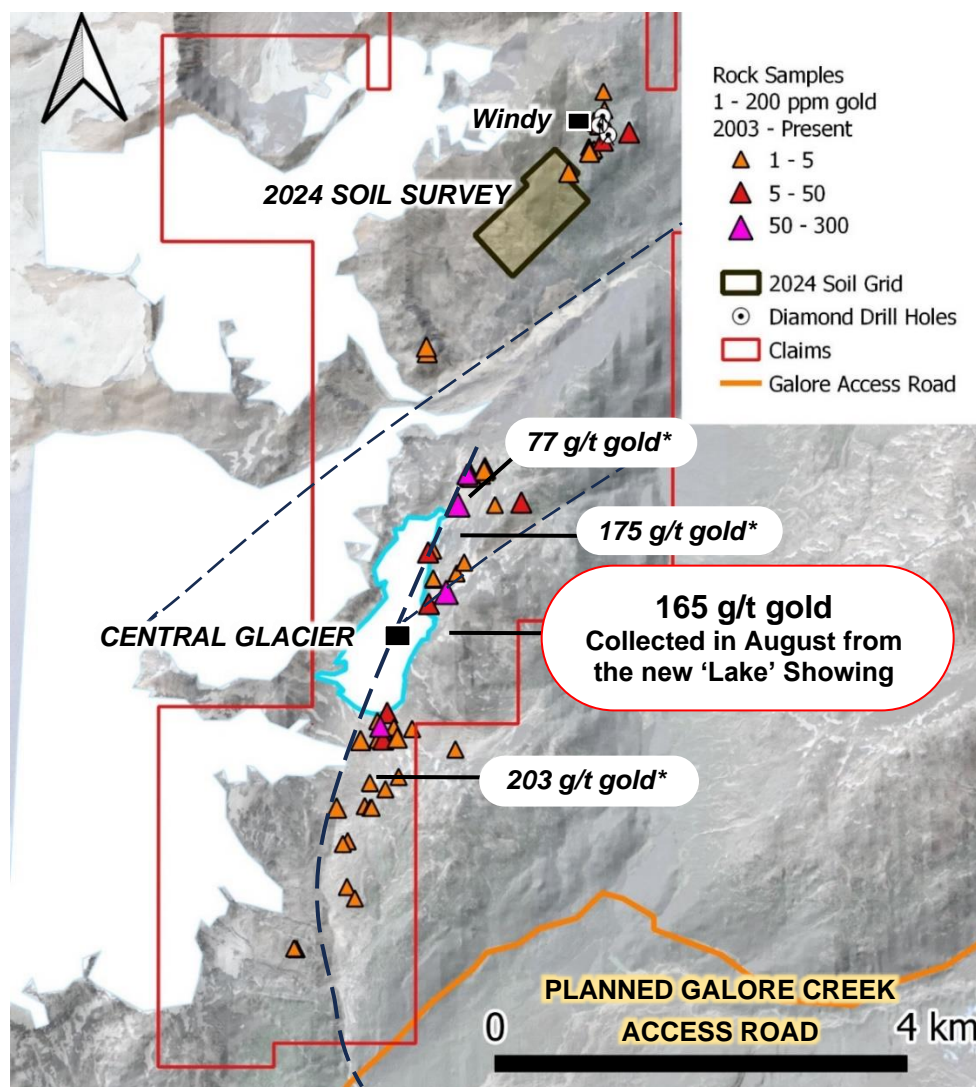 Windy
2024 SOIL SURVEY
Rock Samples
1 - 200 ppm gold
2003 - Present
1 - 5
5 - 50
50 - 300
2024 Soil Grid
Diamond Drill Holes
Claims
Galore Access Road
77 g/t gold*
175 g/t gold*
165 g/t gold
Collected in August from
the new ‘Lake’ Showing
CENTRAL GLACIER
203 g/t gold*
PLANNED GALORE CREEK
ACCESS ROAD
0 4 km